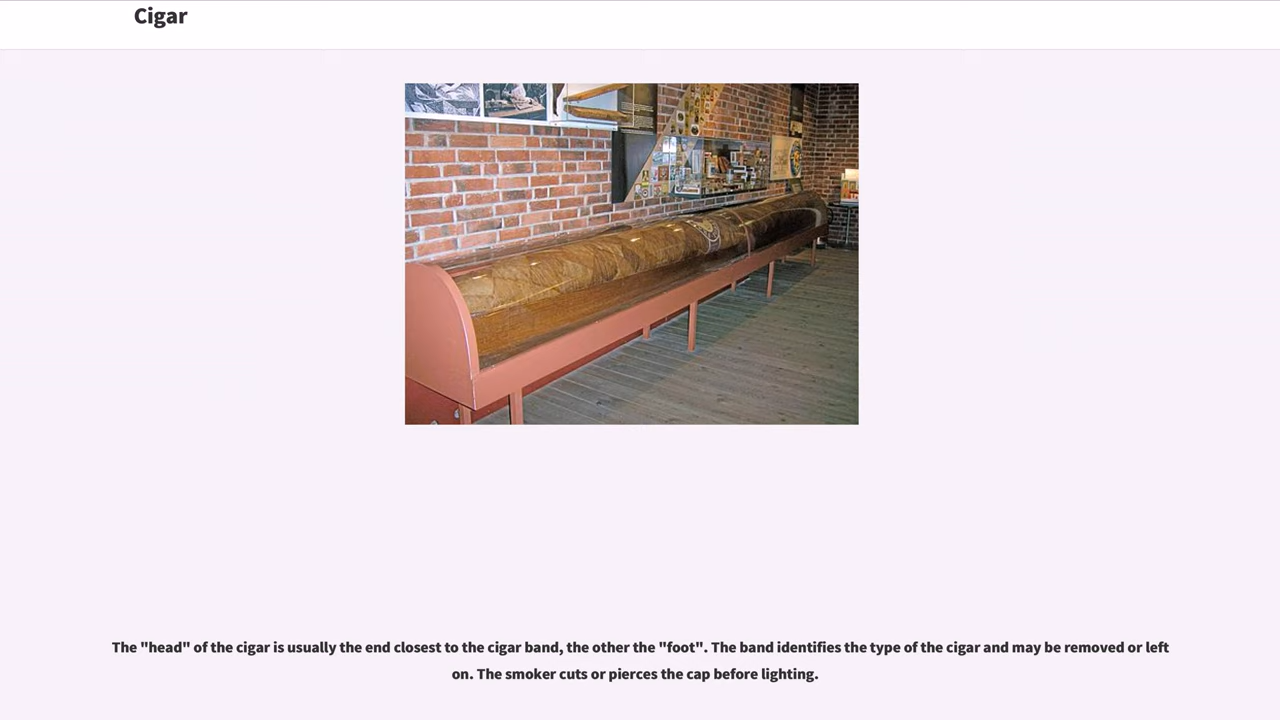 Cigar
The "head" of the cigar is usually the end closest to the cigar band, the other the "foot". The band identifies the type of the cigar and may be removed or left
on. The smoker cuts or pierces the cap before lighting.